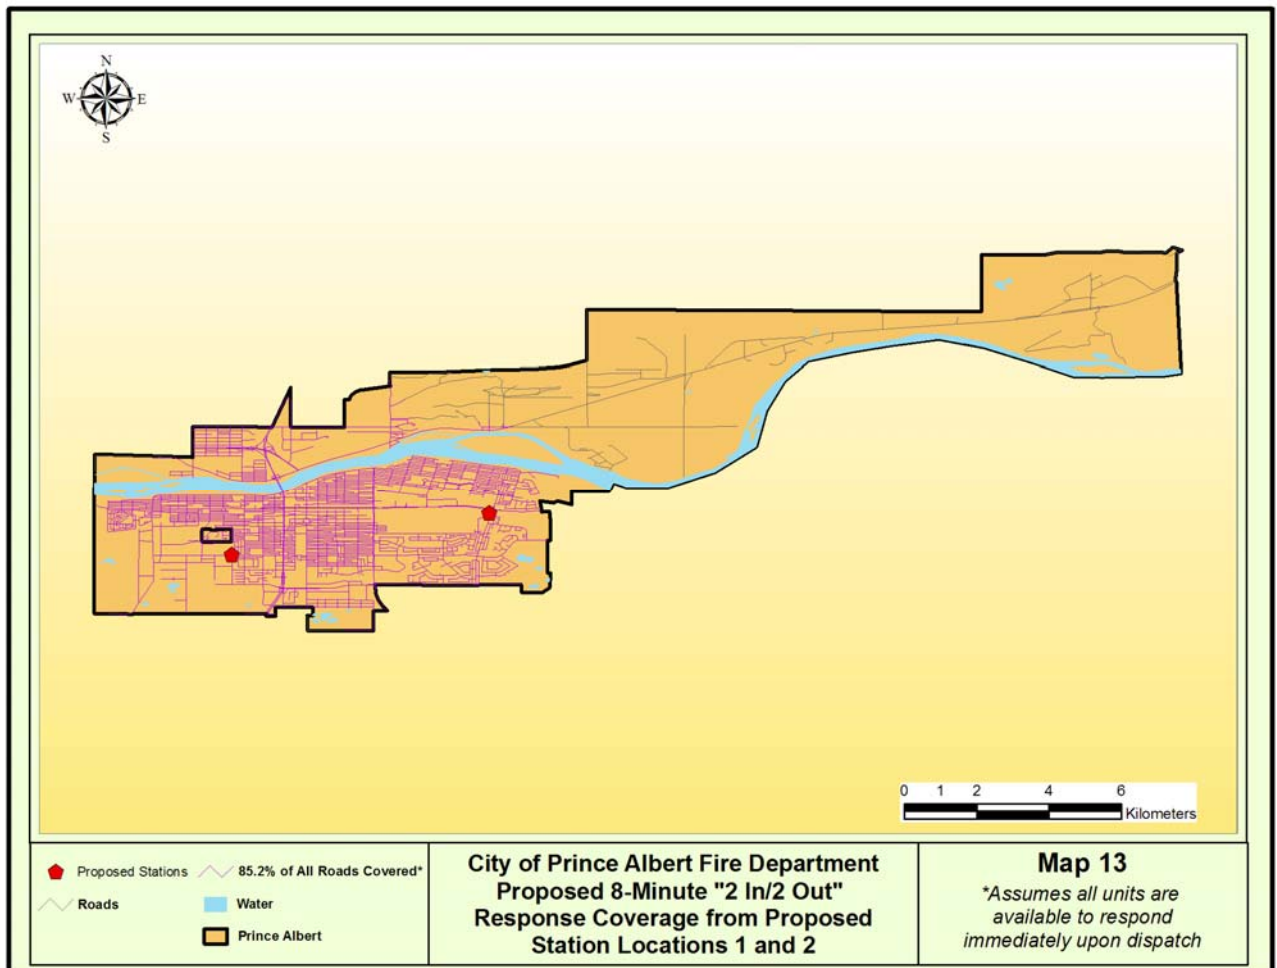 N
W E
S
0 1 2 4 6
Kilometers
Proposed Stations 85.2% of All Roads Covered*
Roads Water
Prince Albert
City of Prince Albert Fire Department
Proposed 8-Minute "2 In/2 Out"
Response Coverage from Proposed
Station Locations 1 and 2
Map 13
*Assumes all units are
available to respond
immediately upon dispatch